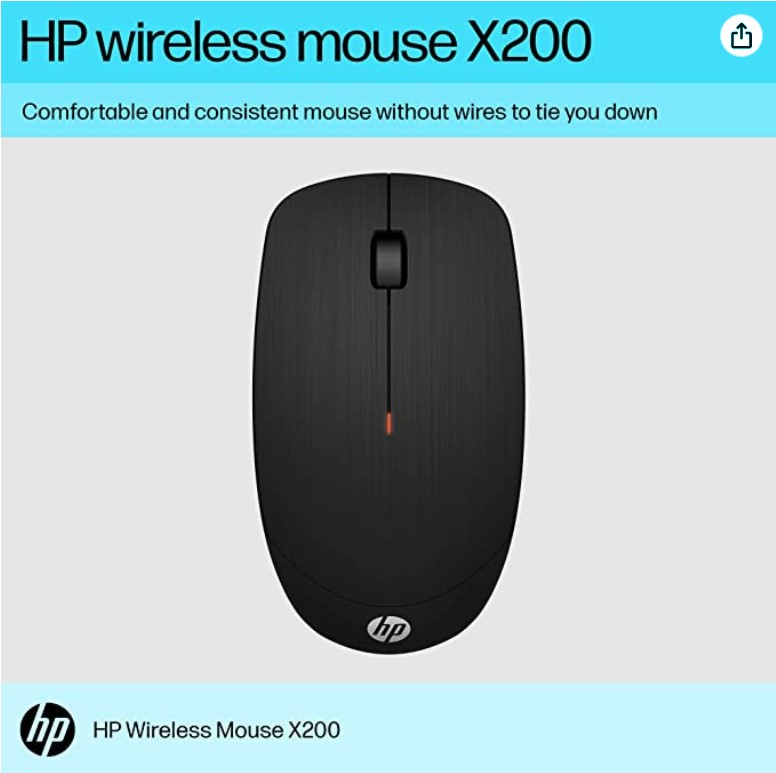 HP wireless mouse X200
Comfortable and consistent mouse without wires to tie you down
hp
hp HP Wireless Mouse X200